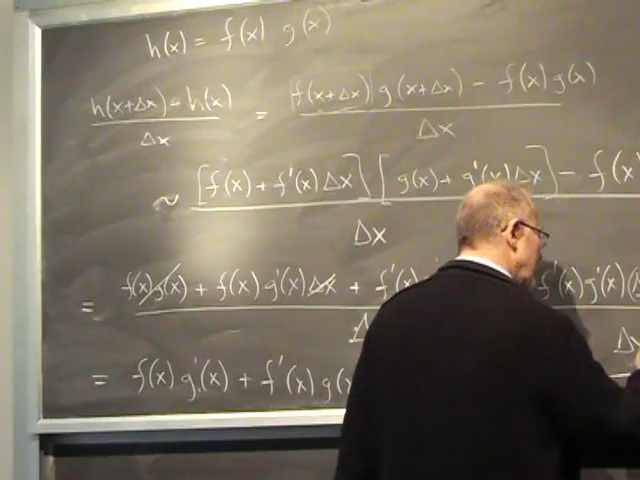 h(x) = f(x) g(x)
h(x+Δx) - h(x) / Δx = f(x+Δx) g(x+Δx) - f(x) g(x) / Δx
~ [f(x) + f'(x) Δx] [g(x) + g'(x) Δx] - f(x / Δx
= f(x)g(x) + f(x) g'(x) Δx + f'(x) f'(x) g'(x) / Δx
= f(x) g'(x) + f'(x) g(x